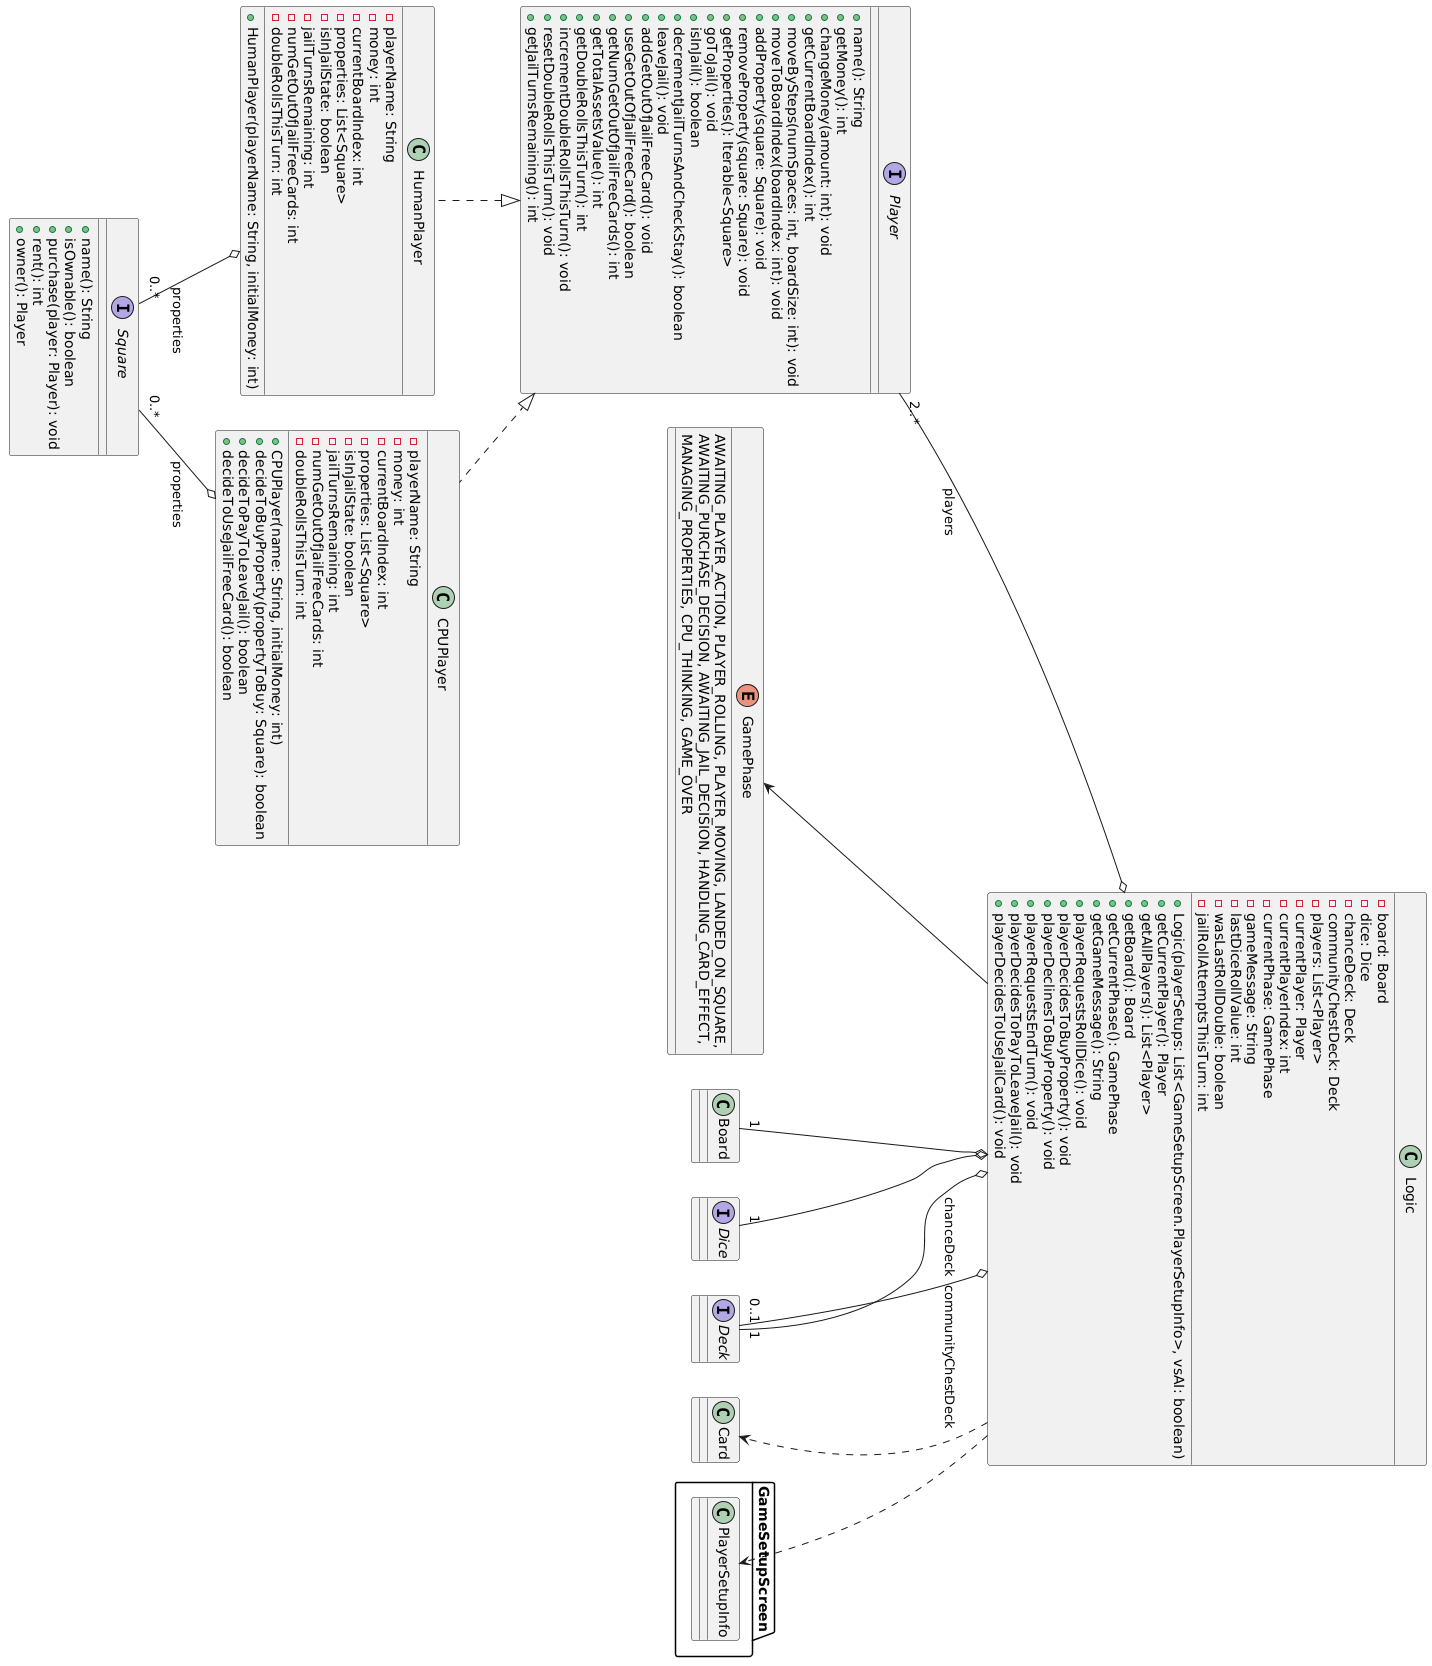 C Logic
board: Board
dice: Dice
chanceDeck: Deck
communityChestDeck: Deck
players: List<Player>
currentPlayer: Player
currentPlayerIndex: int
currentPhase: GamePhase
gameMessage: String
lastDiceRollValue: int
wasLastRollDouble: boolean
jailRollAttemptsThisTurn: int
Logic(playerSetups: List<GameSetupScreen.PlayerSetupInfo>, vsAI: boolean)
getCurrentPlayer(): Player
getAllPlayers(): List<Player>
getBoard(): Board
getCurrentPhase(): GamePhase
getGameMessage(): String
playerRequestsRollDice(): void
playerDecidesToBuyProperty(): void
playerDeclinesToBuyProperty(): void
playerRequestsEndTurn(): void
playerDecidesToPayToLeaveJail(): void
playerDecidesToUseJailCard(): void
players
chanceDeck
communityChestDeck
2..*
1
1
0..1
1
I Player
name(): String
getMoney(): int
changeMoney(amount: int): void
getCurrentBoardIndex(): int
moveBySteps(numSpaces: int, boardSize: int): void
moveToBoardIndex(boardIndex: int): void
addProperty(square: Square): void
removeProperty(square: Square): void
getProperties(): Iterable<Square>
goToJail(): void
isInJail(): boolean
decrementJailTurnsAndCheckStay(): boolean
leaveJail(): void
addGetOutOfJailFreeCard(): void
useGetOutOfJailFreeCard(): boolean
getNumGetOutOfJailFreeCards(): int
getTotalAssetsValue(): int
getDoubleRollsThisTurn(): int
incrementDoubleRollsThisTurn(): void
resetDoubleRollsThisTurn(): void
getJailTurnsRemaining(): int
E GamePhase
AWAITING_PLAYER_ACTION, PLAYER_ROLLING, PLAYER_MOVING, LANDED_ON_SQUARE,
AWAITING_PURCHASE_DECISION, AWAITING_JAIL_DECISION, HANDLING_CARD_EFFECT,
MANAGING_PROPERTIES, CPU_THINKING, GAME_OVER
C Board
I Dice
I Deck
C Card
GameSetupScreen
C PlayerSetupInfo
C HumanPlayer
playerName: String
money: int
currentBoardIndex: int
properties: List<Square>
isInJailState: boolean
jailTurnsRemaining: int
numGetOutOfJailFreeCards: int
doubleRollsThisTurn: int
HumanPlayer(playerName: String, initialMoney: int)
C CPUPlayer
playerName: String
money: int
currentBoardIndex: int
properties: List<Square>
isInJailState: boolean
jailTurnsRemaining: int
numGetOutOfJailFreeCards: int
doubleRollsThisTurn: int
CPUPlayer(name: String, initialMoney: int)
decideToBuyProperty(propertyToBuy: Square): boolean
decideToPayToLeaveJail(): boolean
decideToUseJailFreeCard(): boolean
properties
properties
0..*
0..*
I Square
name(): String
isOwnable(): boolean
purchase(player: Player): void
rent(): int
owner(): Player